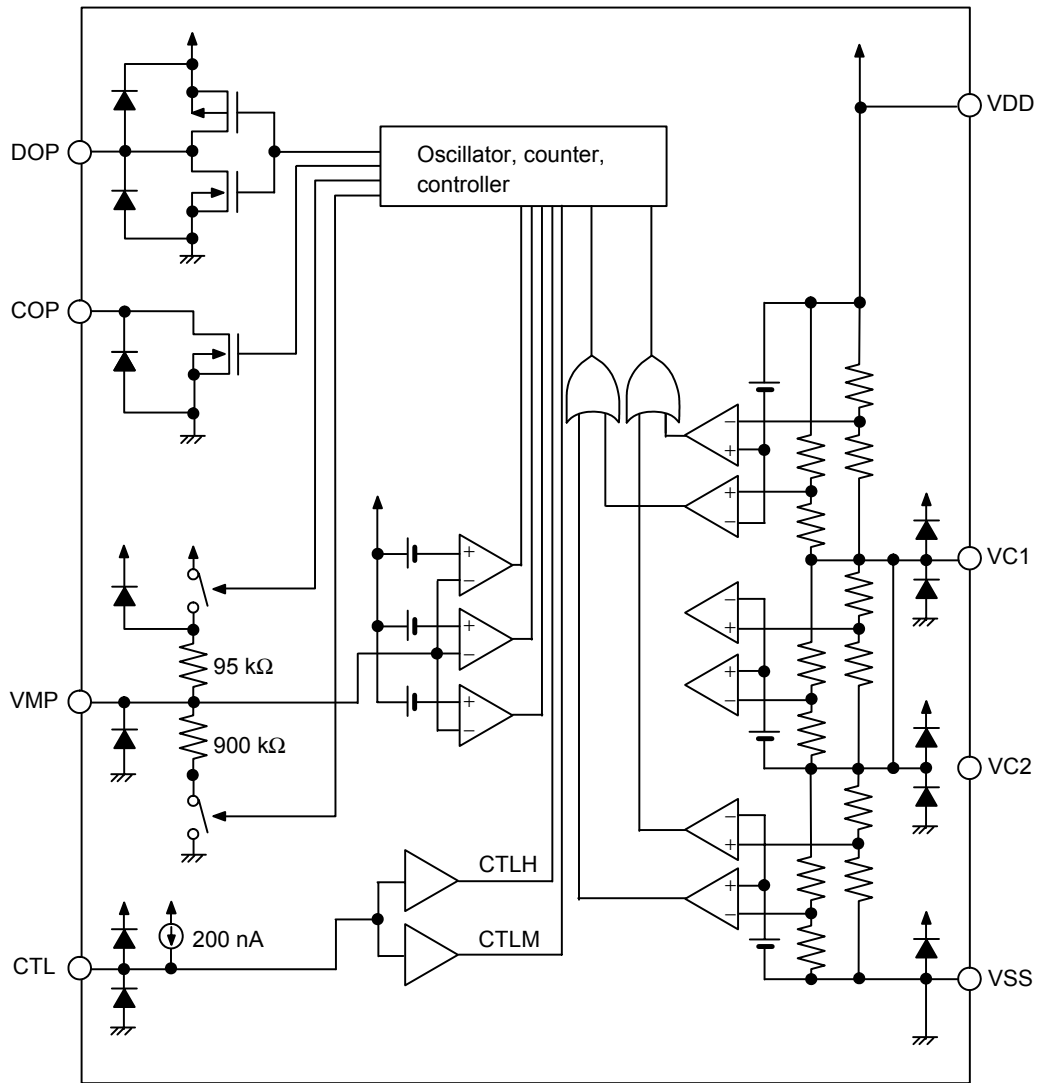 VDD
DOP
Oscillator, counter,
controller
COP
−
+
+
−
+
−
VC1
−
+
+
−
95 kΩ
VMP
+
−
+
−
900 kΩ
VC2
−
+
CTLH
+
−
200 nA
CTLM
CTL
VSS